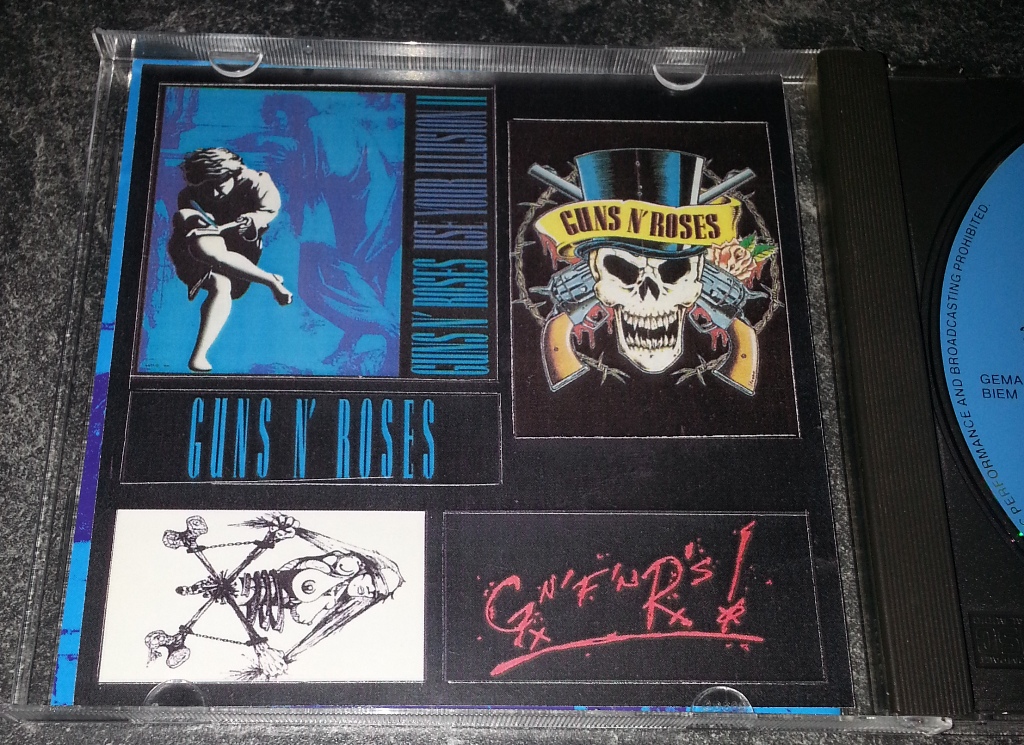 GUNS N' ROSES USE YOUR ILLUSION II
GUNS N' ROSES
GUNS N' ROSES
G N' F' N R's!
PERFORMANCE AND BROADCASTING PROHIBITED.
GEMA
BIEM